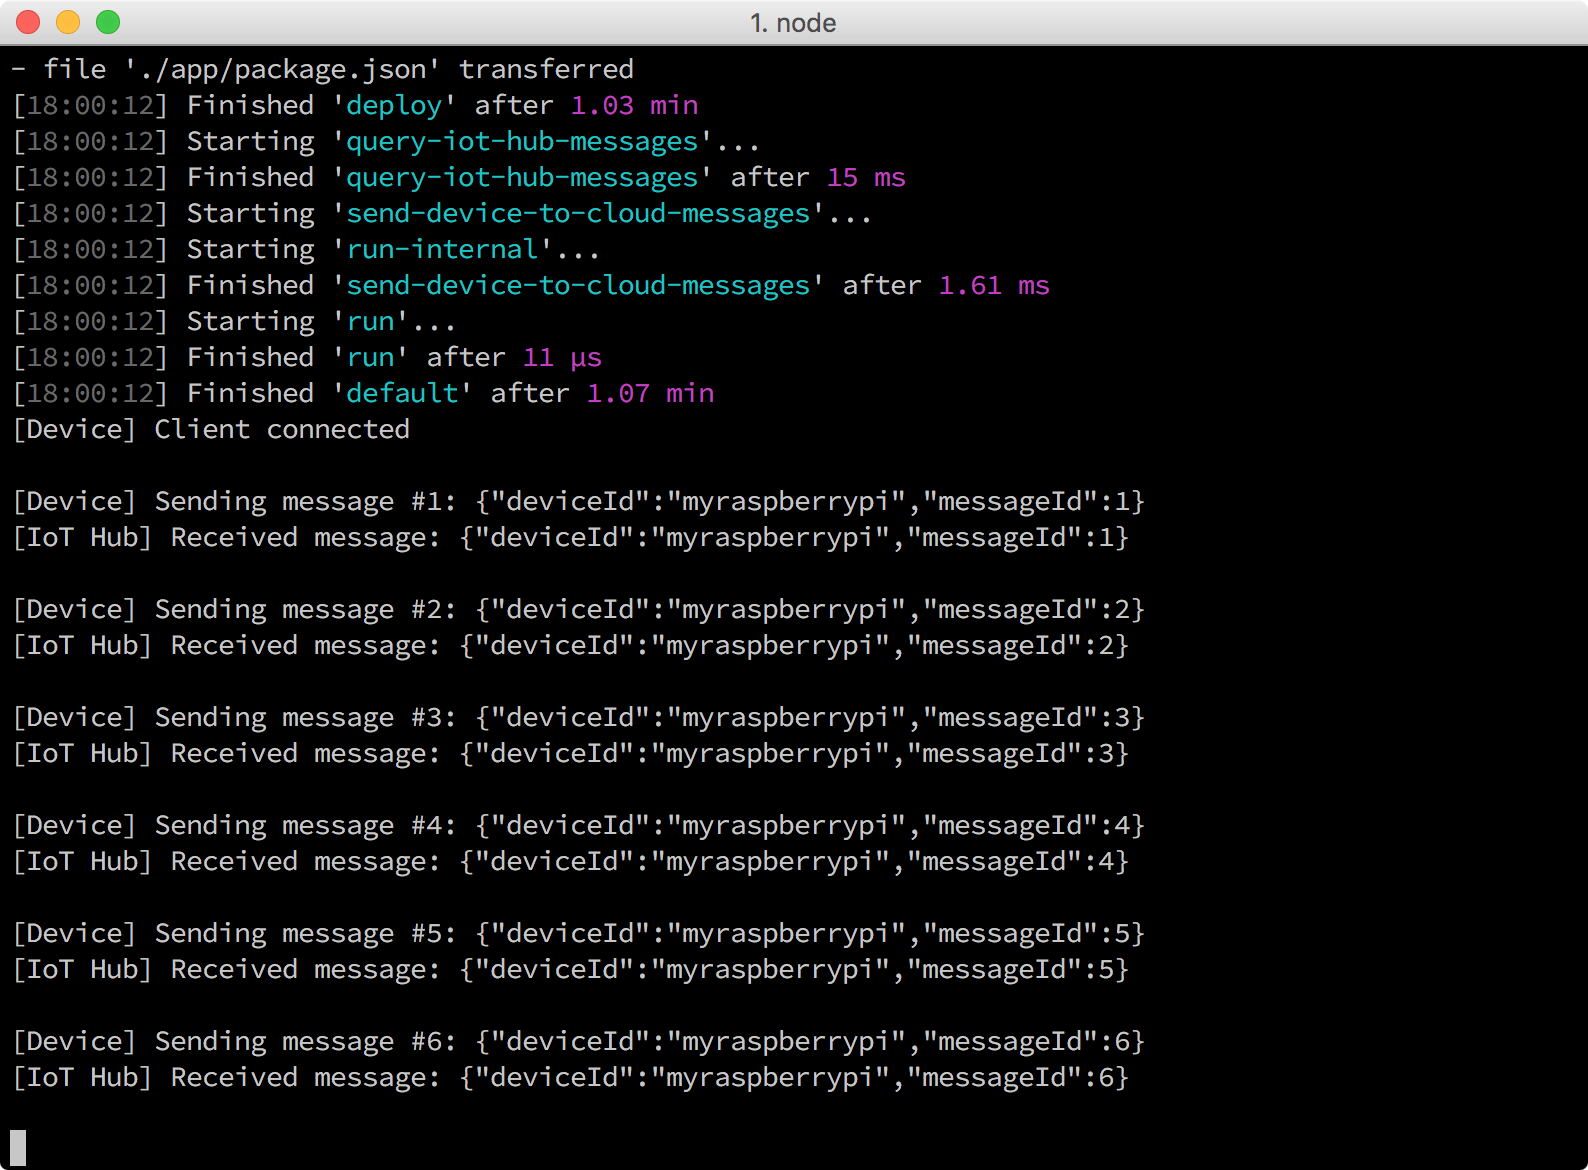 1. node
- file './app/package.json' transferred
[18:00:12] Finished 'deploy' after 1.03 min
[18:00:12] Starting 'query-iot-hub-messages'...
[18:00:12] Finished 'query-iot-hub-messages' after 15 ms
[18:00:12] Starting 'send-device-to-cloud-messages'...
[18:00:12] Starting 'run-internal'...
[18:00:12] Finished 'send-device-to-cloud-messages' after 1.61 ms
[18:00:12] Starting 'run'...
[18:00:12] Finished 'run' after 11 μs
[18:00:12] Finished 'default' after 1.07 min
[Device] Client connected
[Device] Sending message #1: {"deviceId":"myraspberrypi","messageId":1}
[IoT Hub] Received message: {"deviceId":"myraspberrypi","messageId":1}
[Device] Sending message #2: {"deviceId":"myraspberrypi","messageId":2}
[IoT Hub] Received message: {"deviceId":"myraspberrypi","messageId":2}
[Device] Sending message #3: {"deviceId":"myraspberrypi","messageId":3}
[IoT Hub] Received message: {"deviceId":"myraspberrypi","messageId":3}
[Device] Sending message #4: {"deviceId":"myraspberrypi","messageId":4}
[IoT Hub] Received message: {"deviceId":"myraspberrypi","messageId":4}
[Device] Sending message #5: {"deviceId":"myraspberrypi","messageId":5}
[IoT Hub] Received message: {"deviceId":"myraspberrypi","messageId":5}
[Device] Sending message #6: {"deviceId":"myraspberrypi","messageId":6}
[IoT Hub] Received message: {"deviceId":"myraspberrypi","messageId":6}